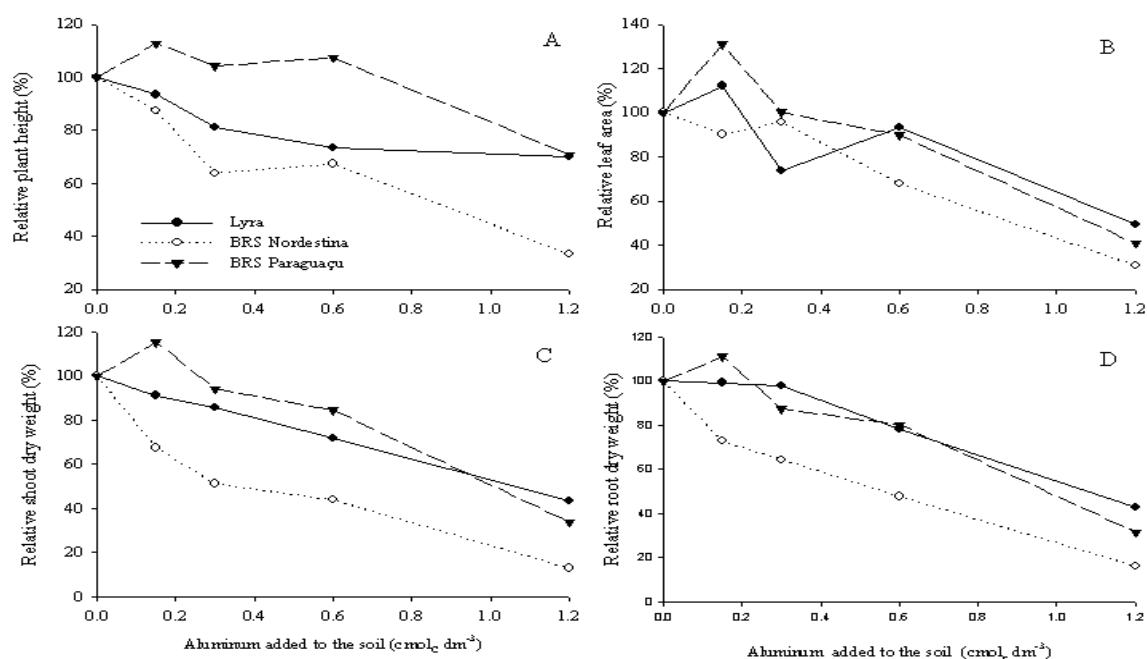 A
Relative plant height (%)
120
100
80
60
40
20
0.0 0.2 0.4 0.6 0.8 1.0 1.2
Lyra
BRS Nordestina
BRS Paraguaçu
B
Relative leaf area (%)
140
120
100
80
60
40
20
0.0 0.2 0.4 0.6 0.8 1.0 1.2
C
Relative shoot dry weight (%)
120
100
80
60
40
20
0
0.0 0.2 0.4 0.6 0.8 1.0 1.2
Aluminum added to the soil (cmolc dm-3)
D
Relative root dry weight (%)
120
100
80
60
40
20
0
0.0 0.2 0.4 0.6 0.8 1.0 1.2
Aluminum added to the soil (cmolc dm-3)